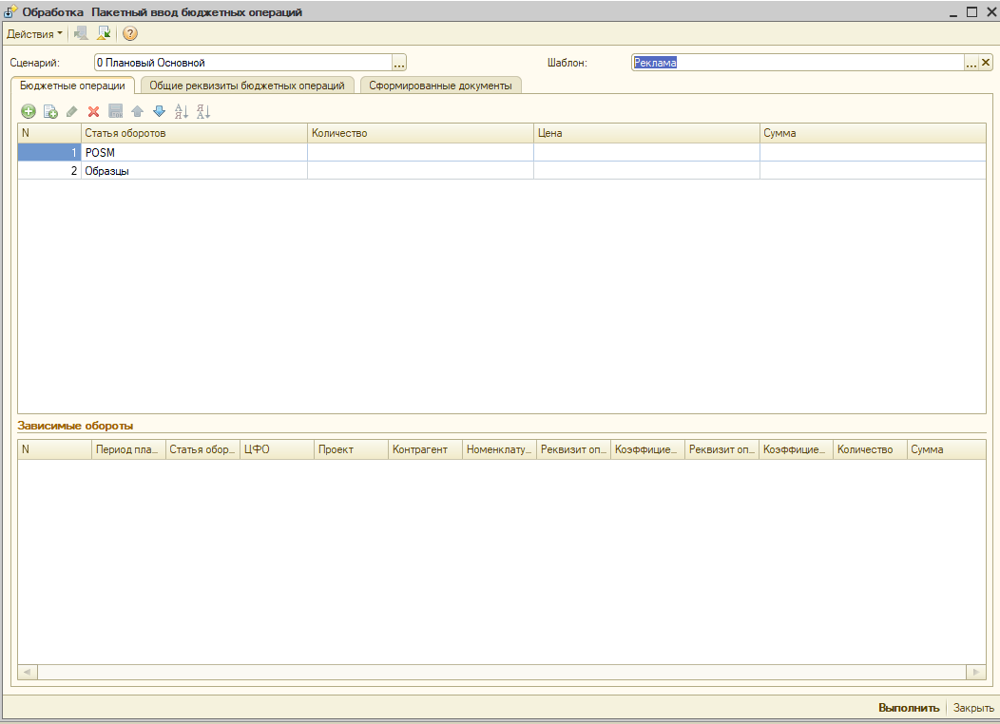 Обработка Пакетный ввод бюджетных операций
Действия
Сценарий: 0 Плановый Основной ... Шаблон: Реклама ...
Бюджетные операции Общие реквизиты бюджетных операций Сформированные документы
N Статья оборотов Количество Цена Сумма
1 POSM
2 Образцы
Зависимые обороты
N Период пла... Статья обор... ЦФО Проект Контрагент Номенклату... Реквизит оп... Коэффицие... Реквизит оп... Коэффицие... Количество Сумма
Выполнить Закрыть